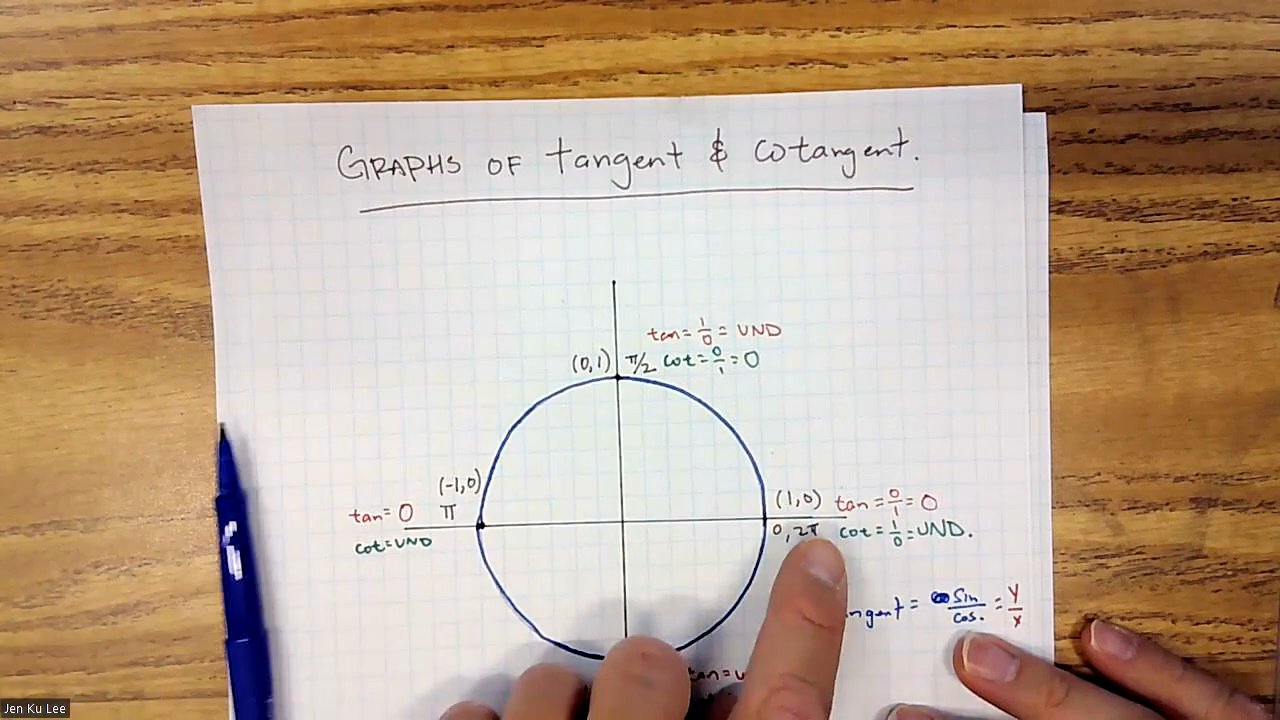 GRAPHS OF tangent & cotangent.
tan = 1/0 = UND
(0,1) π/2 cot = 0/1 = 0
(-1,0)
tan = 0 π
cot = UND
(1,0) tan = 0/1 = 0
0, 2π cot = 1/0 = UND.
ngent = sin/cos. = y/x
tan =
Jen Ku Lee